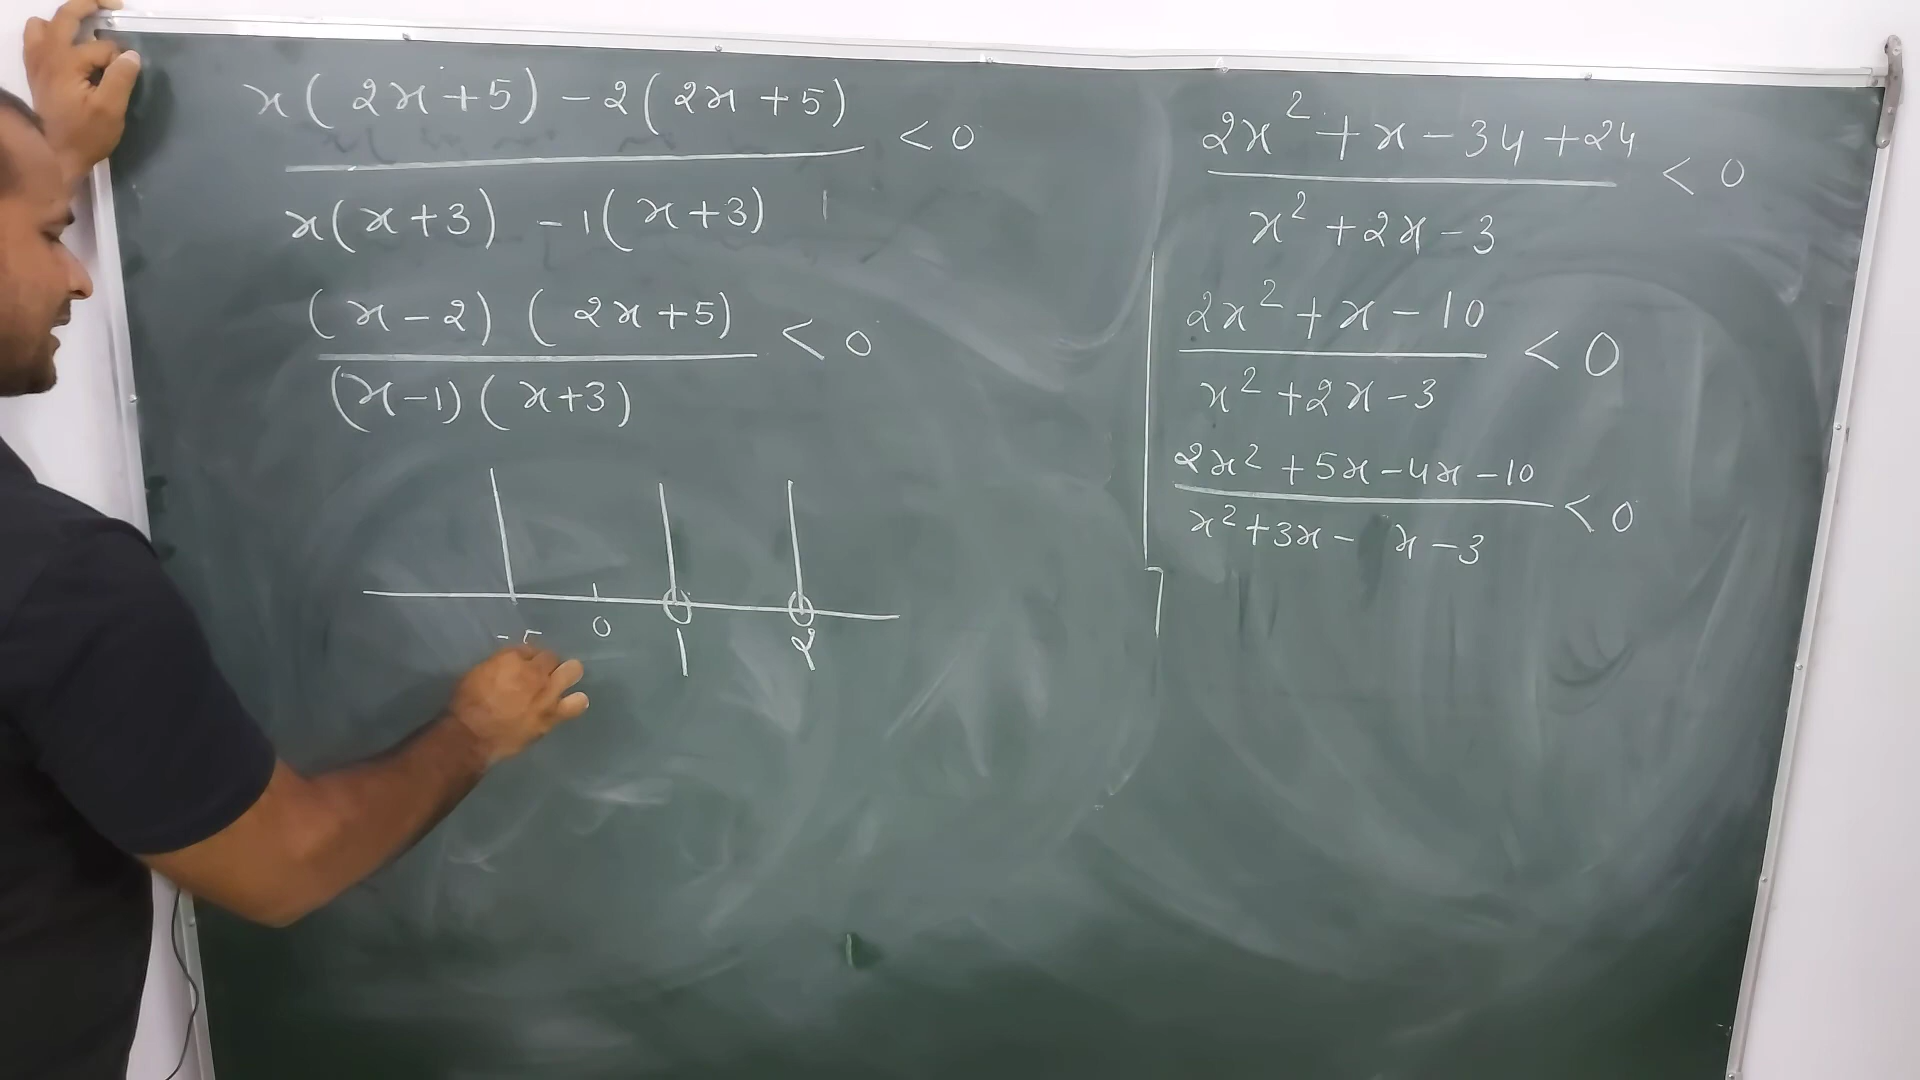 x(2x+5) -2(2x+5)
< 0
x(x+3) -1(x+3)
(x-2)(2x+5)
< 0
(x-1)(x+3)
-5 0 1 2
2x² + x - 34 + 24
< 0
x² + 2x - 3
2x² + x - 10
< 0
x² + 2x - 3
2x² + 5x - 4x - 10
< 0
x² + 3x - x - 3